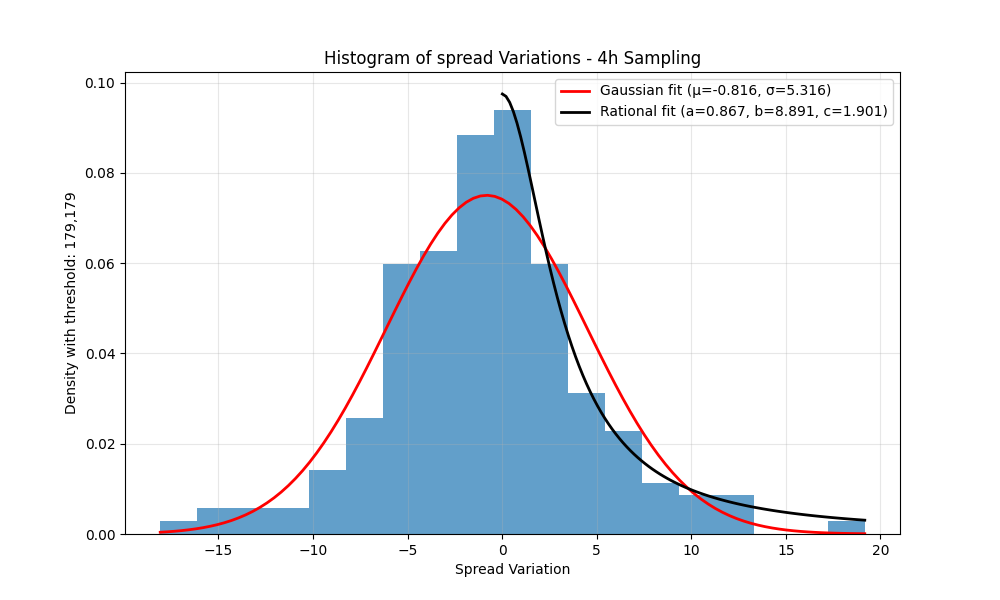 Histogram of spread Variations - 4h Sampling
Gaussian fit (μ=-0.816, σ=5.316)
Rational fit (a=0.867, b=8.891, c=1.901)
Density with threshold: 179,179
0.10
0.08
0.06
0.04
0.02
0.00
−15
−10
−5
0
5
10
15
20
Spread Variation